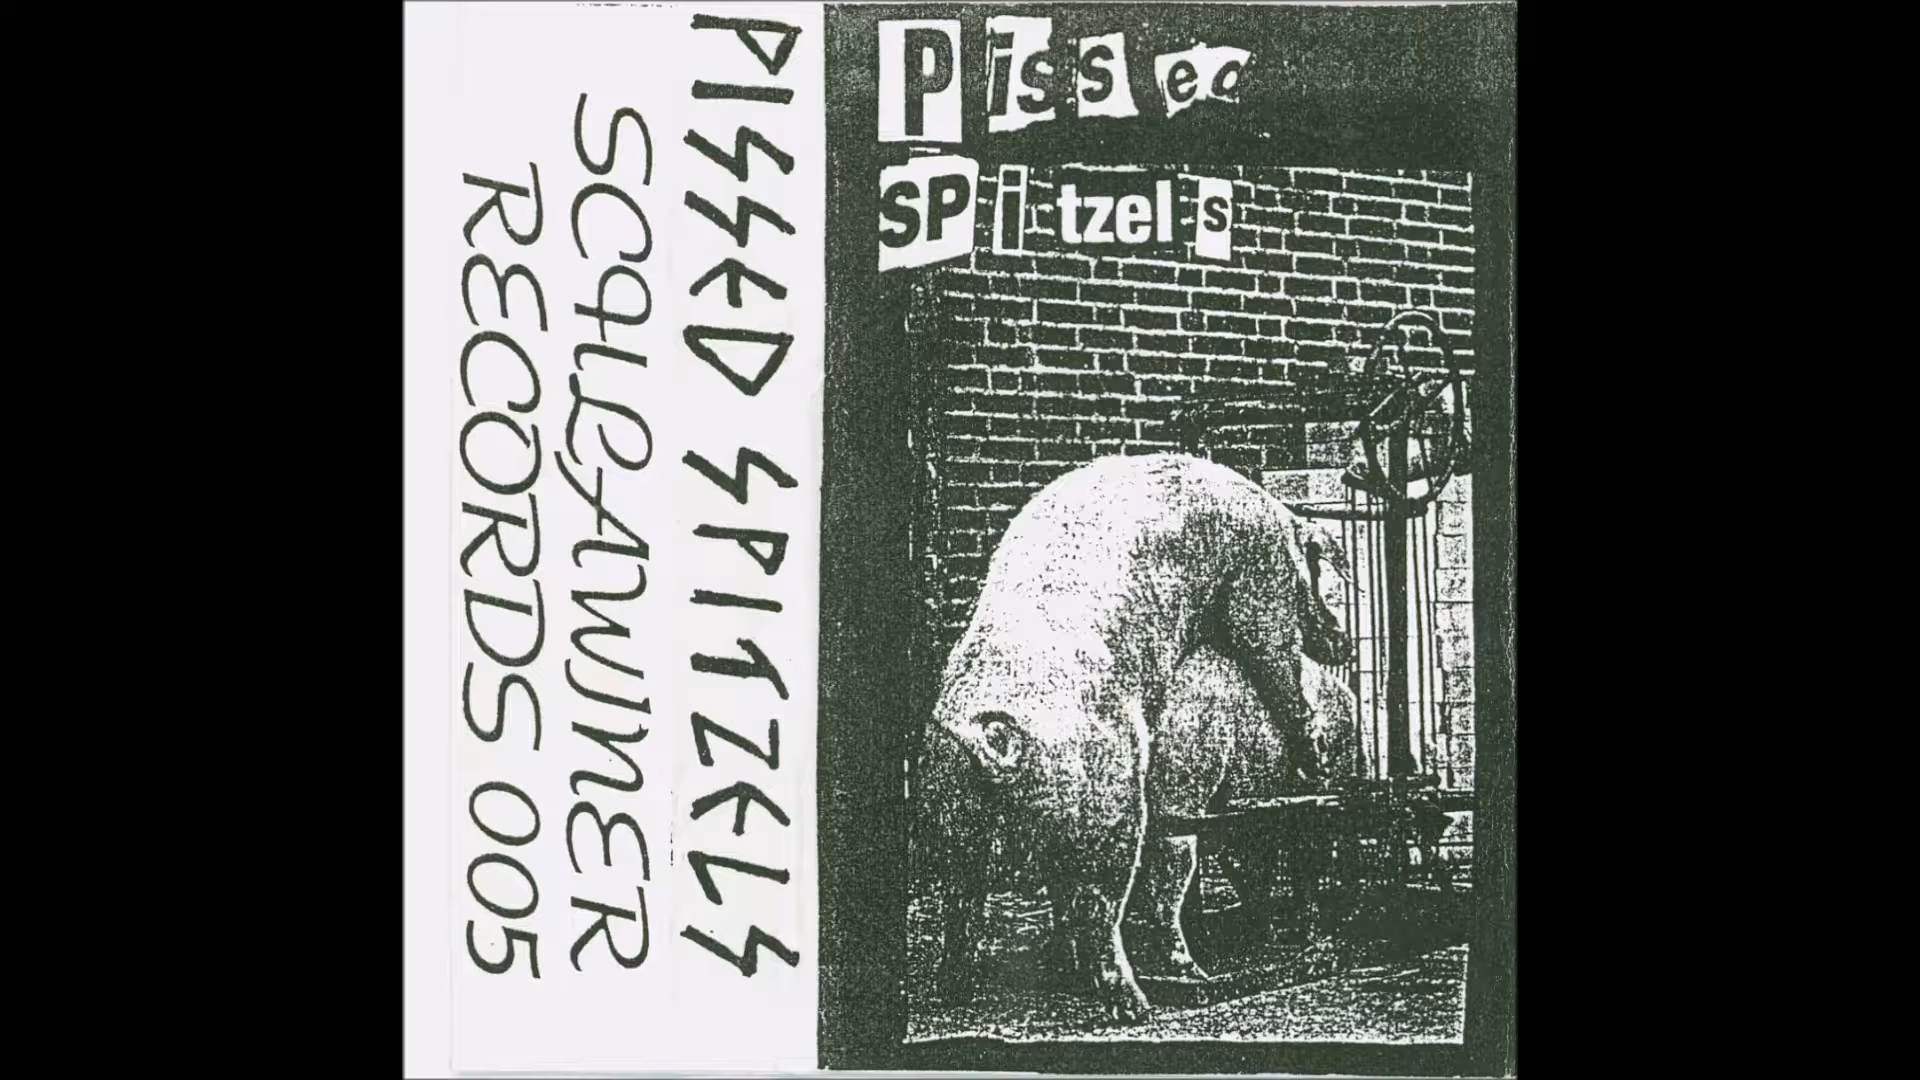 PISSED SPITZELS
SCHLEAWINER
RECORDS 005
Pissed
SPitzels